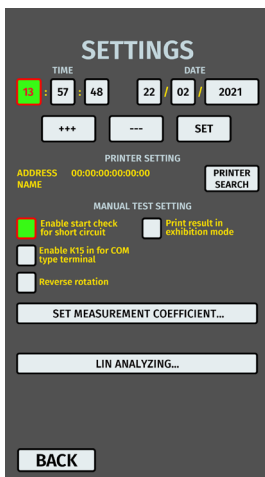 SETTINGS
TIME DATE
13 : 57 : 48 22 / 02 / 2021
+++ --- SET
PRINTER SETTING
ADDRESS 00:00:00:00:00:00
NAME
PRINTER
SEARCH
MANUAL TEST SETTING
Enable start check
for short circuit
Print result in
exhibition mode
Enable K15 in for COM
type terminal
Reverse rotation
SET MEASUREMENT COEFFICIENT...
LIN ANALYZING...
BACK